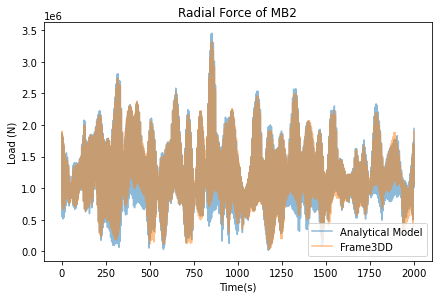 Radial Force of MB2
1e6
3.5
3.0
2.5
2.0
1.5
1.0
0.5
0.0
Load (N)
Analytical Model
Frame3DD
0 250 500 750 1000 1250 1500 1750 2000
Time(s)